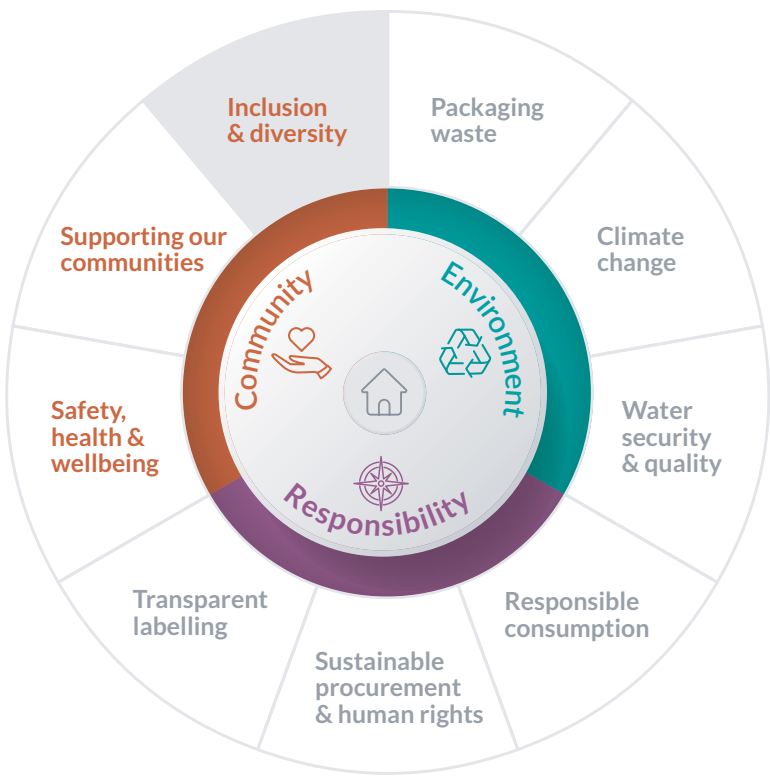 Inclusion
& diversity
Packaging
waste
Supporting our
communities
Climate
change
Community
Environment
Safety,
health &
wellbeing
Water
security
& quality
Responsibility
Transparent
labelling
Responsible
consumption
Sustainable
procurement
& human rights